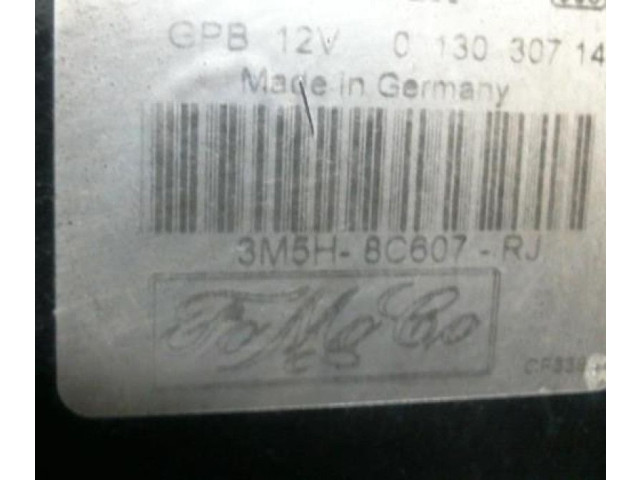 GPB 12V 0 130 307 14
Made in Germany
3M5H-8C607-RJ
FoMoCo